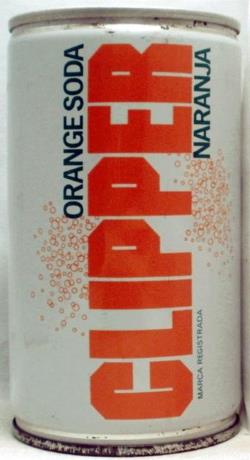 ORANGE SODA
CLIPPER
NARANJA
MARCA REGISTRADA